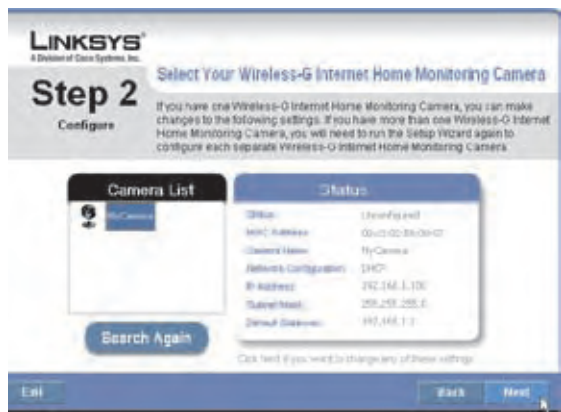 LINKSYS
A Division of Cisco Systems, Inc.
Step 2
Configure
Select Your Wireless-G Internet Home Monitoring Camera
If you have one Wireless-G Internet Home Monitoring Camera, you can make
changes to the following settings. If you have more than one Wireless-G Internet
Home Monitoring Camera, you will need to run the Setup Wizard again to
configure each separate Wireless-G Internet Home Monitoring Camera.
Camera List
MyCamera
Search Again
Status
Status: Unconfigured
MAC Address:
Camera Name: MyCamera
Network Configuration: DHCP
IP Address: 192.168.1.100
Subnet Mask: 255.255.255.0
Default Gateway: 192.168.1.1
Click Next if you want to change any of these settings
Exit
Back
Next